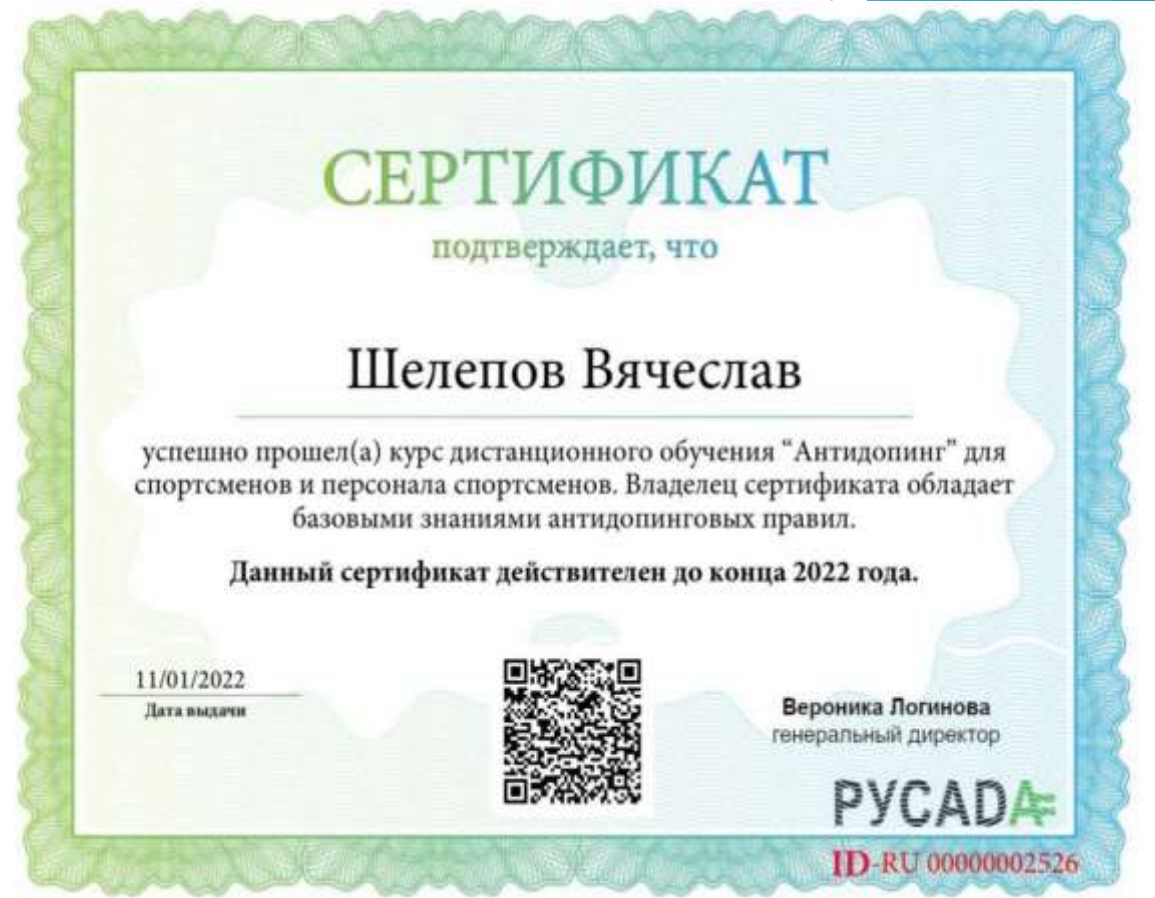 СЕРТИФИКАТ
подтверждает, что
Шелепов Вячеслав
успешно прошел(а) курс дистанционного обучения “Антидопинг” для
спортсменов и персонала спортсменов. Владелец сертификата обладает
базовыми знаниями антидопинговых правил.
Данный сертификат действителен до конца 2022 года.
11/01/2022
Дата выдачи
Вероника Логинова
генеральный директор
РУСАDА
ID-RU 00000002526